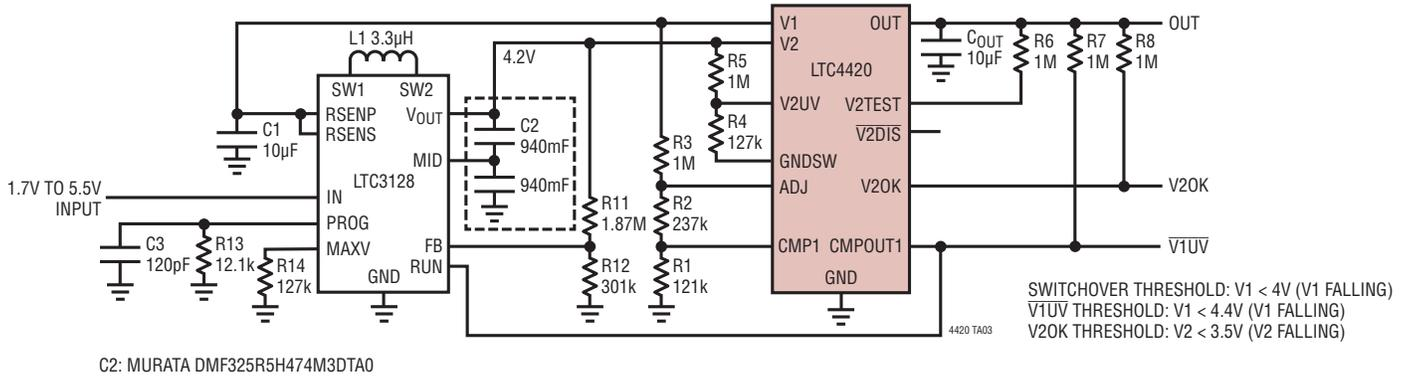 L1 3.3µH
SW1
SW2
RSENP
RSENS
VOUT
MID
LTC3128
IN
PROG
MAXV
FB
RUN
GND
C1
10µF
1.7V TO 5.5V
INPUT
C3
120pF
R13
12.1k
R14
127k
4.2V
C2
940mF
940mF
R11
1.87M
R12
301k
R3
1M
R2
237k
R1
121k
R5
1M
R4
127k
V1
V2
V2UV
GNDSW
ADJ
CMP1
LTC4420
OUT
V2TEST
V2DIS
V2OK
CMPOUT1
GND
COUT
10µF
R6
1M
R7
1M
R8
1M
OUT
V2OK
V1UV
4420 TA03
SWITCHOVER THRESHOLD: V1 < 4V (V1 FALLING)
V1UV THRESHOLD: V1 < 4.4V (V1 FALLING)
V2OK THRESHOLD: V2 < 3.5V (V2 FALLING)
C2: MURATA DMF325R5H474M3DTA0